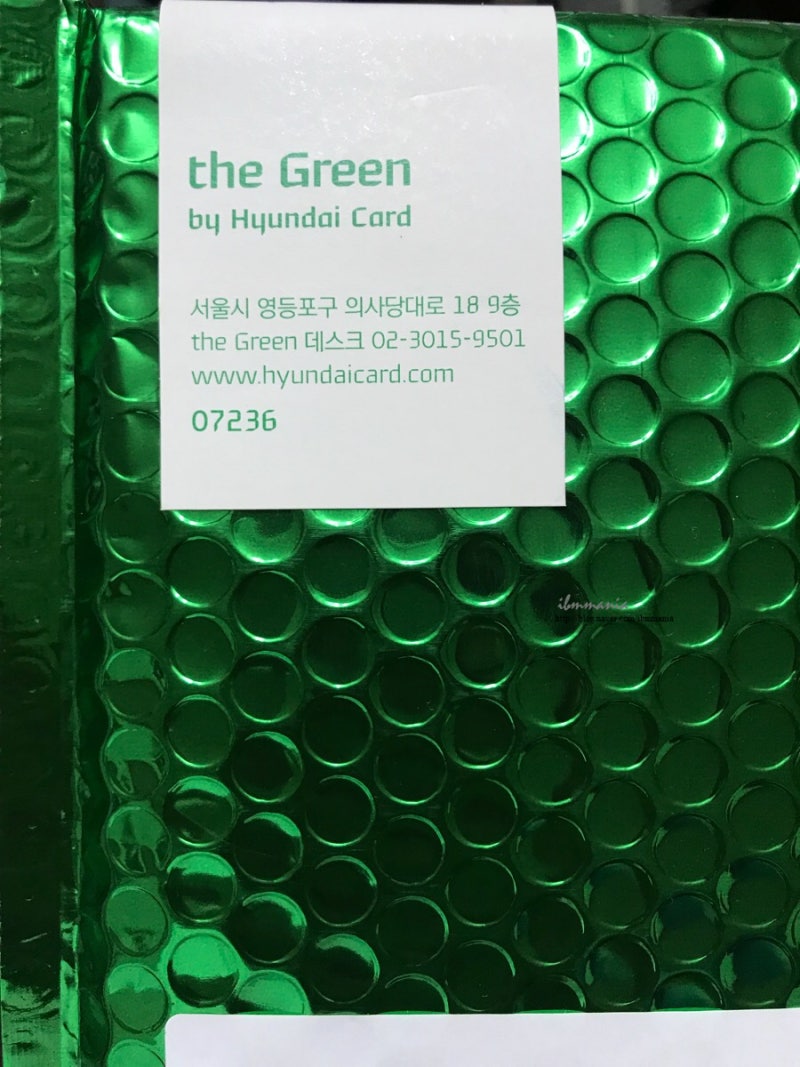 the Green
by Hyundai Card
서울시 영등포구 의사당대로 18 9층
the Green 데스크 02-3015-9501
www.hyundaicard.com
07236
ibmmania